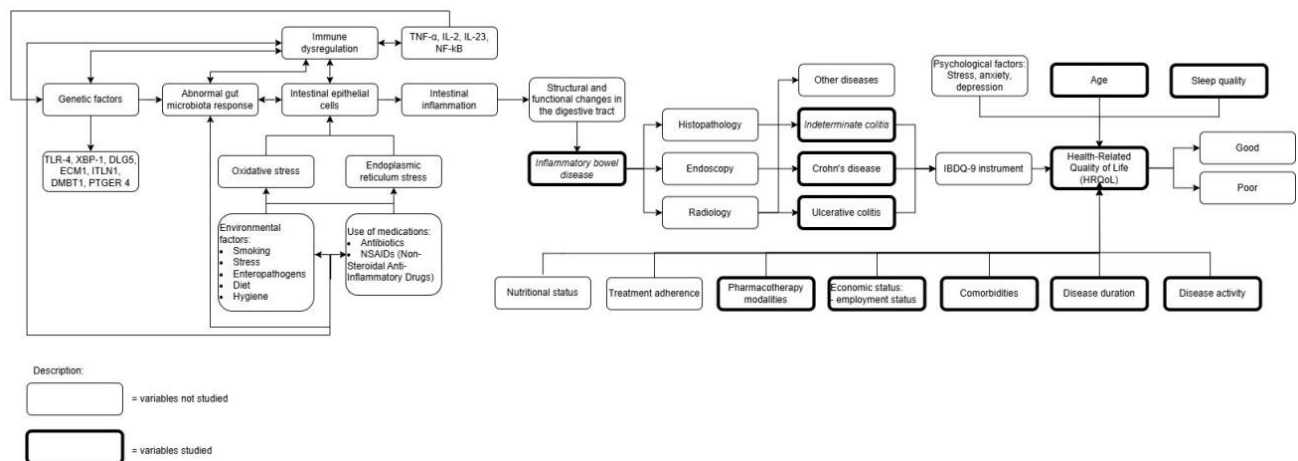 Immune
dysregulation
TNF-α, IL-2, IL-23,
NF-kB
Genetic factors
Abnormal gut
microbiota response
Intestinal epithelial
cells
Intestinal
inflammation
Structural and
functional changes in
the digestive tract
TLR-4, XBP-1, DLG5,
ECM1, ITLN1,
DMBT1, PTGER 4
Oxidative stress
Endoplasmic
reticulum stress
Environmental
factors:
• Smoking
• Stress
• Enteropathogens
• Diet
• Hygiene
Use of medications:
• Antibiotics
• NSAIDs (Non-
Steroidal Anti-
Inflammatory Drugs)
Inflammatory bowel
disease
Histopathology
Endoscopy
Radiology
Other diseases
Indeterminate colitis
Crohn's disease
Ulcerative colitis
IBDQ-9 instrument
Psychological factors:
Stress, anxiety,
depression
Age
Sleep quality
Health-Related
Quality of Life
(HRQoL)
Good
Poor
Nutritional status
Treatment adherence
Pharmacotherapy
modalities
Economic status:
- employment status
Comorbidities
Disease duration
Disease activity
Description:
= variables not studied
= variables studied